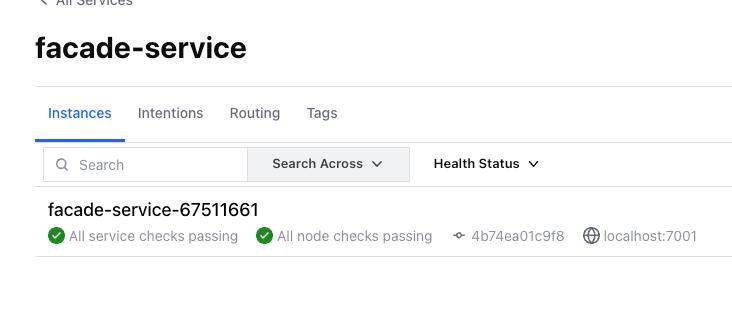 All Services
facade-service
Instances Intentions Routing Tags
Search Search Across Health Status
facade-service-67511661
All service checks passing All node checks passing 4b74ea01c9f8 localhost:7001